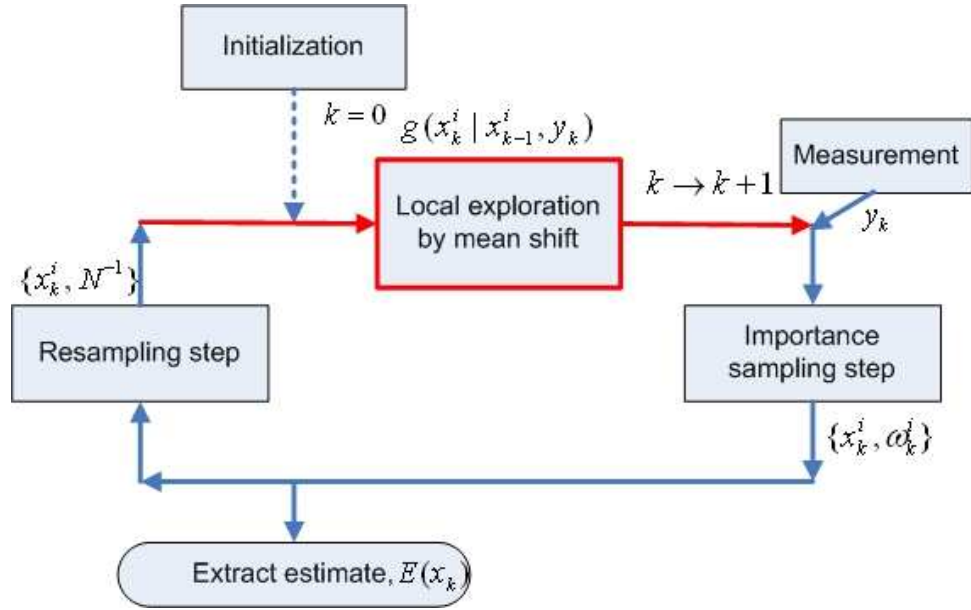 Initialization
k = 0
g(x_k^i | x_{k-1}^i, y_k)
Measurement
Local exploration
by mean shift
k → k + 1
y_k
{x_k^i, N^{-1}}
Resampling step
Importance
sampling step
{x_k^i, ω_k^i}
Extract estimate, E(x_k)